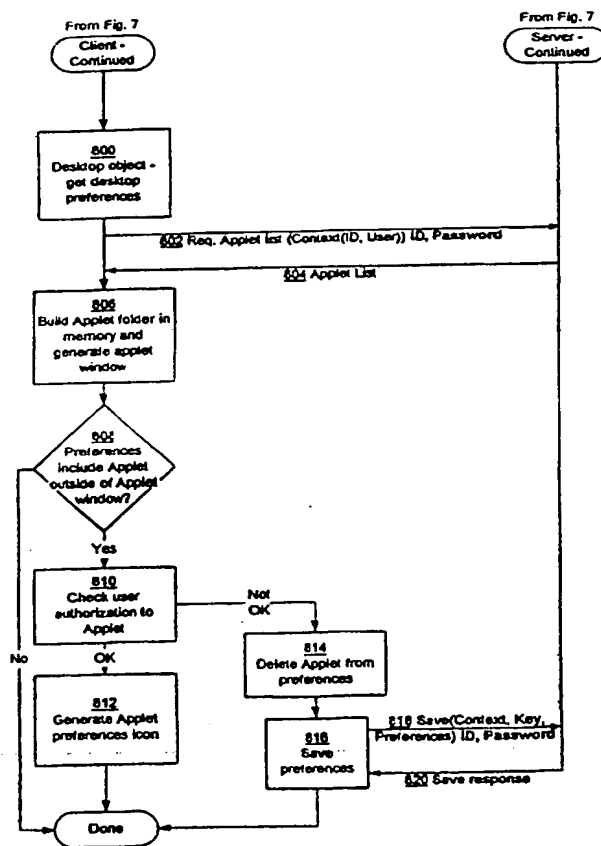 From Fig. 7
Client -
Continued
From Fig. 7
Server -
Continued
800
Desktop object -
get desktop
preferences
802 Req. Applet list (Context(ID, User)) ID, Password
804 Applet List
806
Build Applet folder in
memory and
generate applet
window
Preferences
include Applet
outside of Applet
window?
Yes
No
810
Check user
authorization to
Applet
Not
OK
OK
814
Delete Applet from
preferences
812
Generate Applet
preferences icon
816
Save
preferences
818 Save(Context, Key,
Preferences) ID, Password
820 Save response
Done